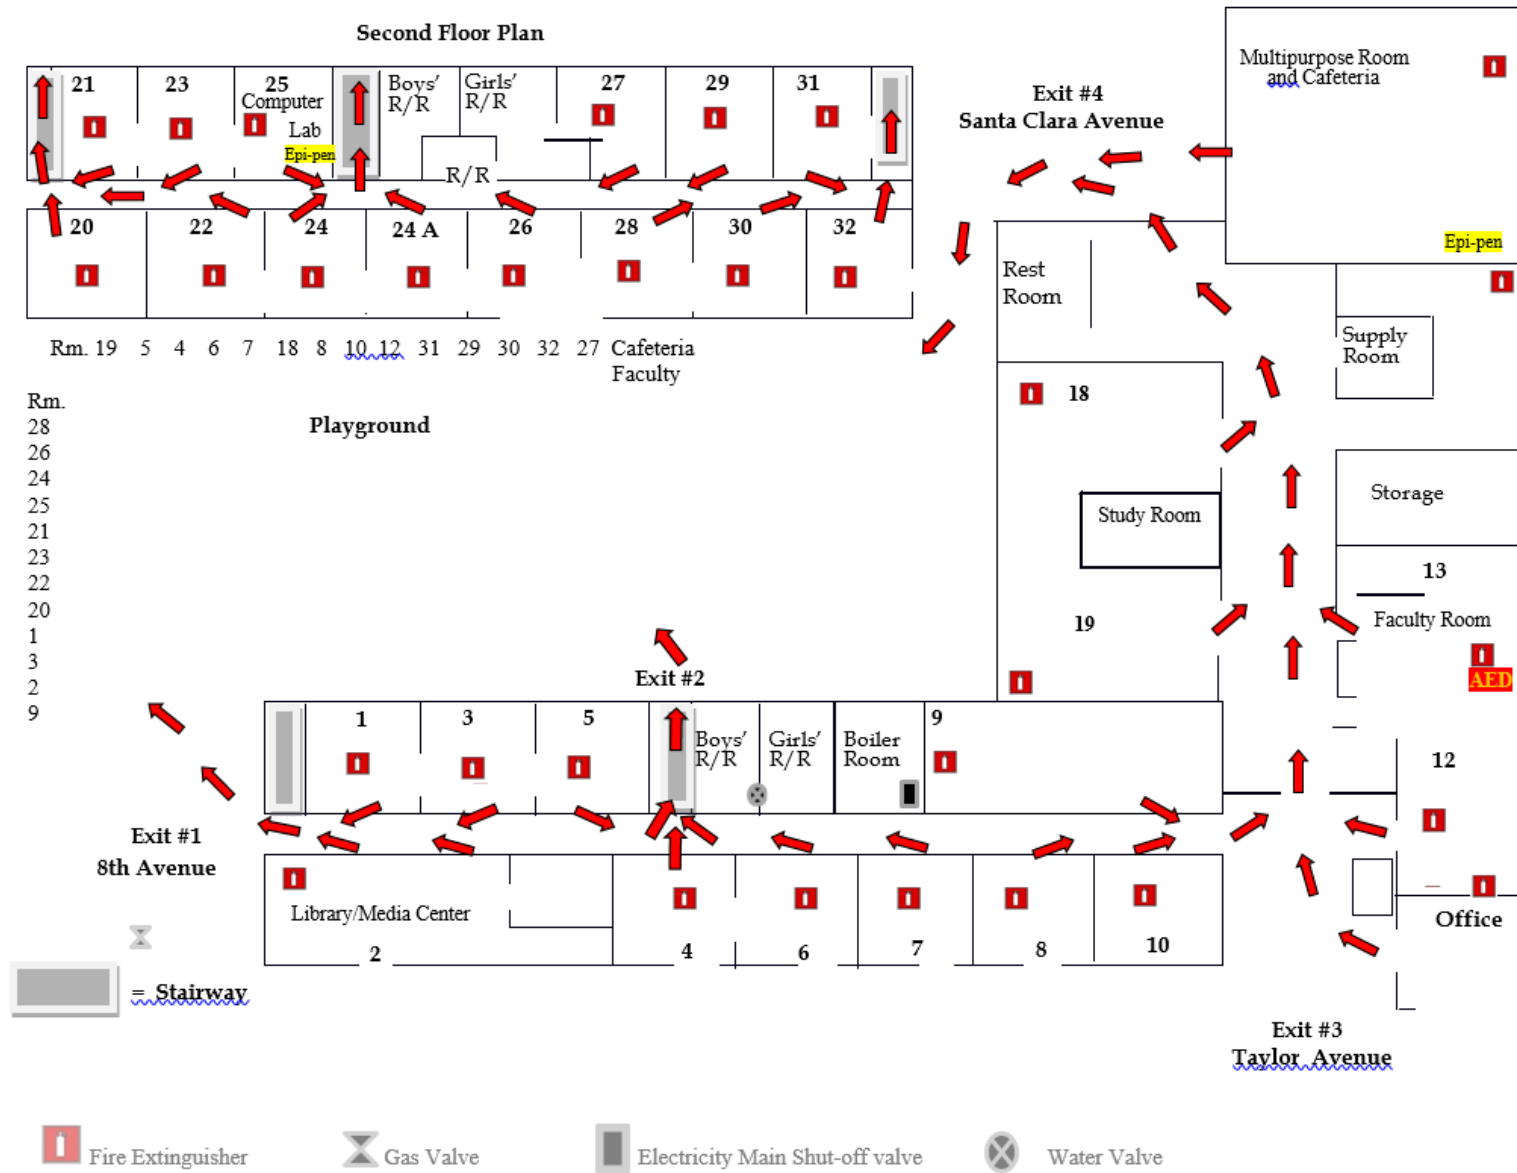 Second Floor Plan
21
23
25
Computer
Lab
Epi-pen
Boys'
R/R
Girls'
R/R
R/R
27
29
31
20
22
24
24 A
26
28
30
32
Rm. 19 5 4 6 7 18 8 10 12 31 29 30 32 27 Cafeteria
Faculty
Rm.
28
26
24
25
21
23
22
20
1
3
2
9
Playground
Exit #4
Santa Clara Avenue
Multipurpose Room
and Cafeteria
Epi-pen
Rest
Room
Supply
Room
18
Study Room
Storage
19
13
Faculty Room
AED
Exit #2
1
3
5
Boys'
R/R
Girls'
R/R
Boiler
Room
9
12
Exit #1
8th Avenue
Library/Media Center
2
4
6
7
8
10
Office
= Stairway
Exit #3
Taylor Avenue
Fire Extinguisher
Gas Valve
Electricity Main Shut-off valve
Water Valve